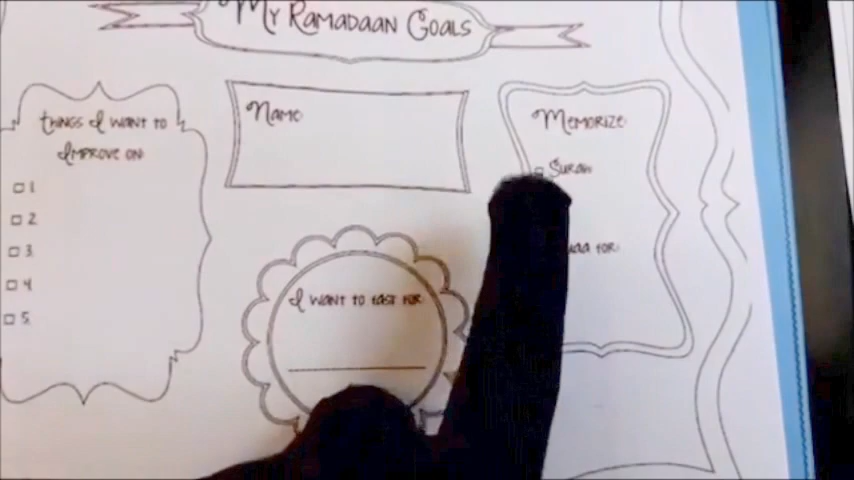 My Ramadaan Goals
Things I want to
Improve on:
1
2
3.
4
5.
Name:
I want to fast for:
Memorize:
Surah
for: